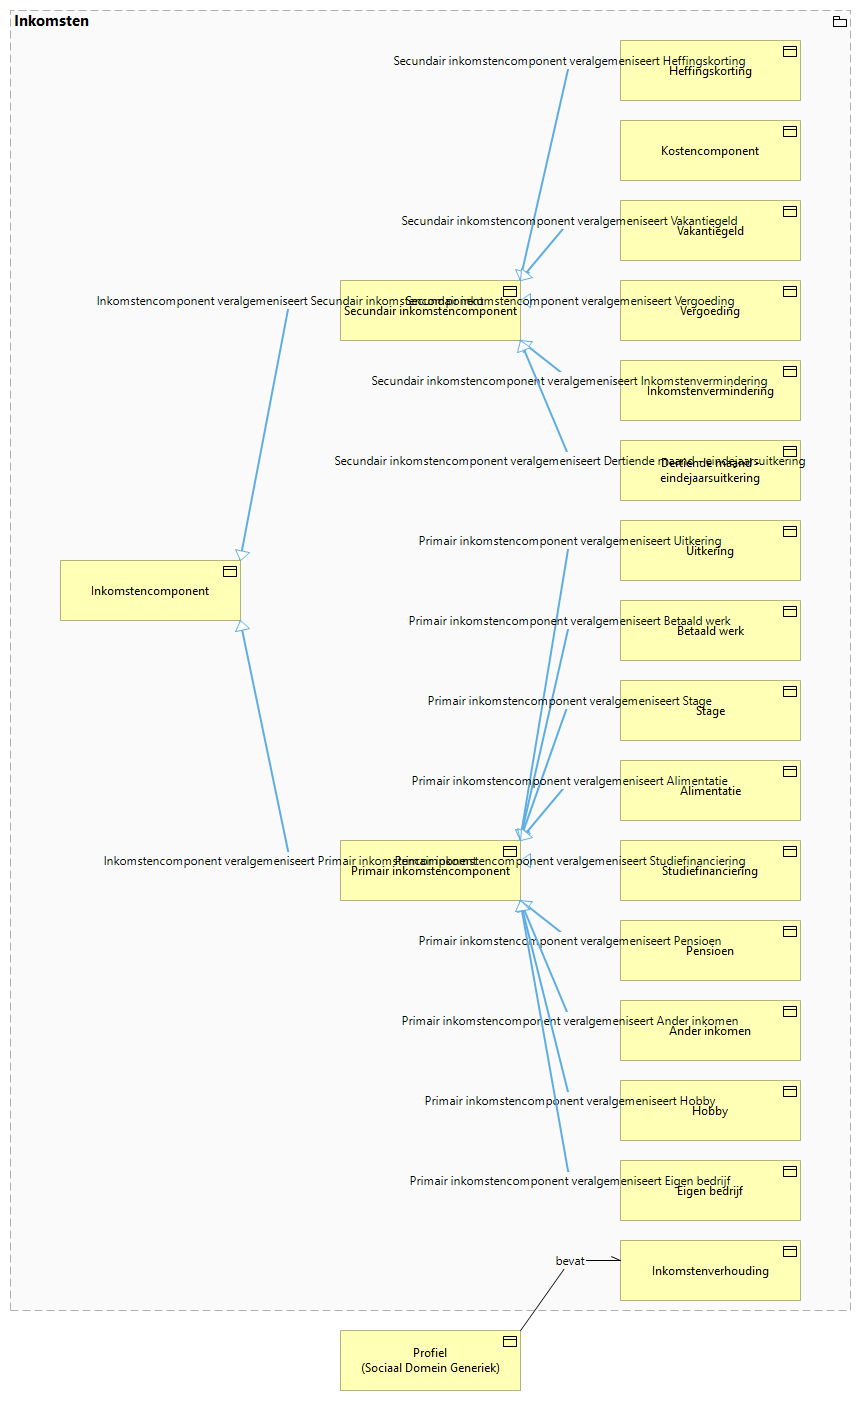 Inkomsten
Secundair inkomstencomponent veralgemeniseert Heffingskorting
Heffingskorting
Kostencomponent
Secundair inkomstencomponent veralgemeniseert Vakantiegeld
Vakantiegeld
Inkomstencomponent veralgemeniseert Secundair inkomstencomponent
Secundair inkomstencomponent veralgemeniseert Vergoeding
Secundair inkomstencomponent
Vergoeding
Secundair inkomstencomponent veralgemeniseert Inkomstenvermindering
Inkomstenvermindering
Secundair inkomstencomponent veralgemeniseert Dertiende maand - eindejaarsuitkering
Dertiende maand -
eindejaarsuitkering
Primair inkomstencomponent veralgemeniseert Uitkering
Uitkering
Inkomstencomponent
Primair inkomstencomponent veralgemeniseert Betaald werk
Betaald werk
Primair inkomstencomponent veralgemeniseert Stage
Stage
Primair inkomstencomponent veralgemeniseert Alimentatie
Alimentatie
Inkomstencomponent veralgemeniseert Primair inkomstencomponent
Primair inkomstencomponent veralgemeniseert Studiefinanciering
Primair inkomstencomponent
Studiefinanciering
Primair inkomstencomponent veralgemeniseert Pensioen
Pensioen
Primair inkomstencomponent veralgemeniseert Ander inkomen
Ander inkomen
Primair inkomstencomponent veralgemeniseert Hobby
Hobby
Primair inkomstencomponent veralgemeniseert Eigen bedrijf
Eigen bedrijf
bevat
Inkomstenverhouding
Profiel
(Sociaal Domein Generiek)